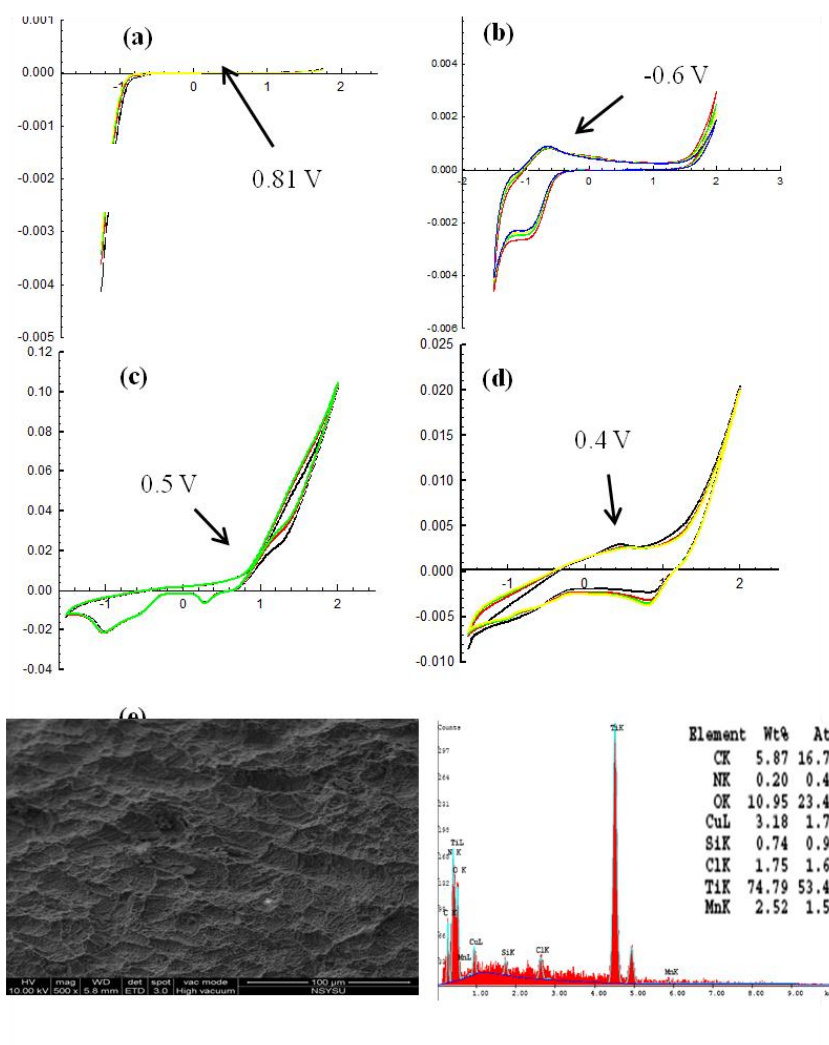 (a)
0.001
0.000
-1
0
1
2
-0.001
0.81 V
-0.002
-0.003
-0.004
-0.005
(b)
0.004
-0.6 V
0.002
0.000
-2
-1
0
1
2
3
-0.002
-0.004
-0.006
(c)
0.12
0.10
0.08
0.5 V
0.06
0.04
0.02
0.00
-1
0
1
2
-0.02
-0.04
(d)
0.025
0.020
0.015
0.4 V
0.010
0.005
0.000
-1
0
1
2
-0.005
-0.010
(e)
HV mag WD det spot vac mode 100 µm
10.00 kV 500 x 5.8 mm ETD 3.0 High vacuum NSYSU
Counts
TiK
TiL
N K
O K
C K
CuL
MnL
SiK
ClK
MnK
1.00 2.00 3.00 4.00 5.00 6.00 7.00 8.00 9.00
Element Wt% At
CK 5.87 16.7
NK 0.20 0.4
OK 10.95 23.4
CuL 3.18 1.7
SiK 0.74 0.9
ClK 1.75 1.6
TiK 74.79 53.4
MnK 2.52 1.5